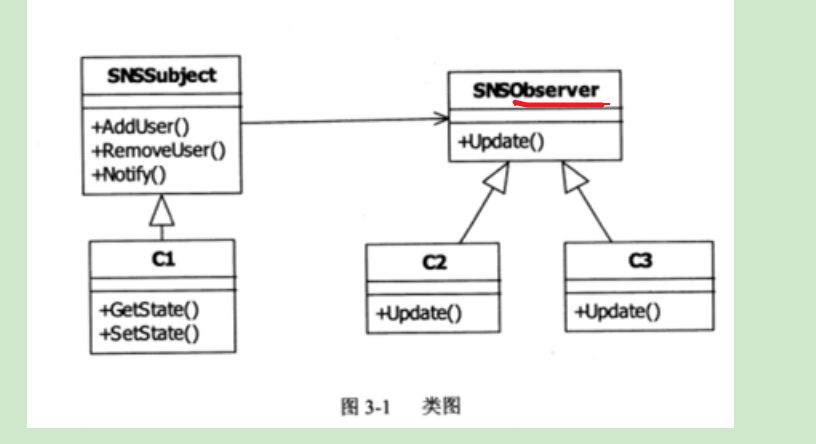 SNSSubject
+AddUser()
+RemoveUser()
+Notify()
SNSObserver
+Update()
C1
+GetState()
+SetState()
C2
+Update()
C3
+Update()
图 3-1 类图